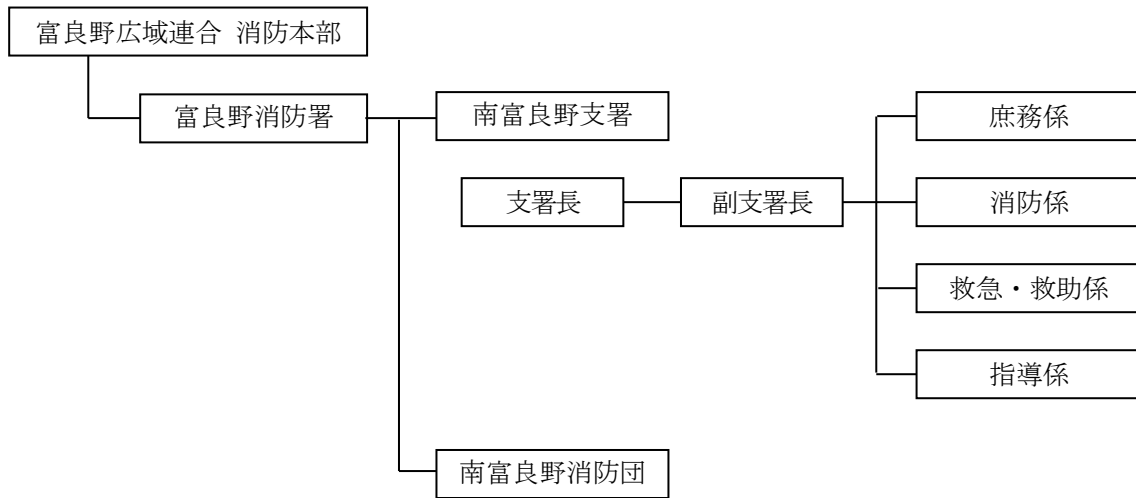 富良野広域連合 消防本部
富良野消防署
南富良野支署
支署長
副支署長
庶務係
消防係
救急・救助係
指導係
南富良野消防団